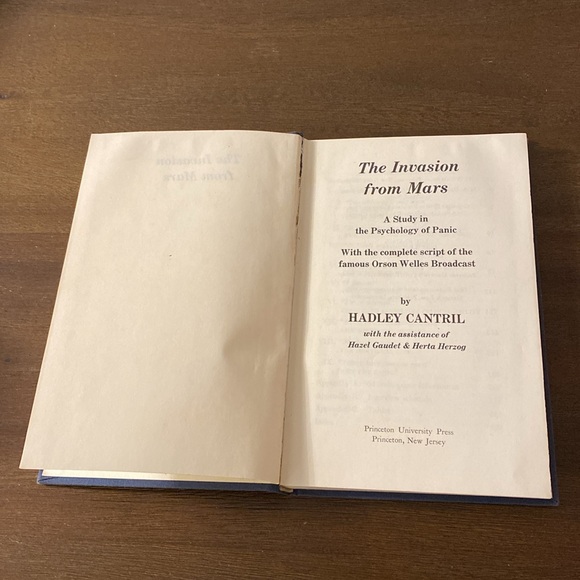 The Invasion
from Mars
A Study in
the Psychology of Panic
With the complete script of the
famous Orson Welles Broadcast
by
HADLEY CANTRIL
with the assistance of
Hazel Gaudet & Herta Herzog
Princeton University Press
Princeton, New Jersey